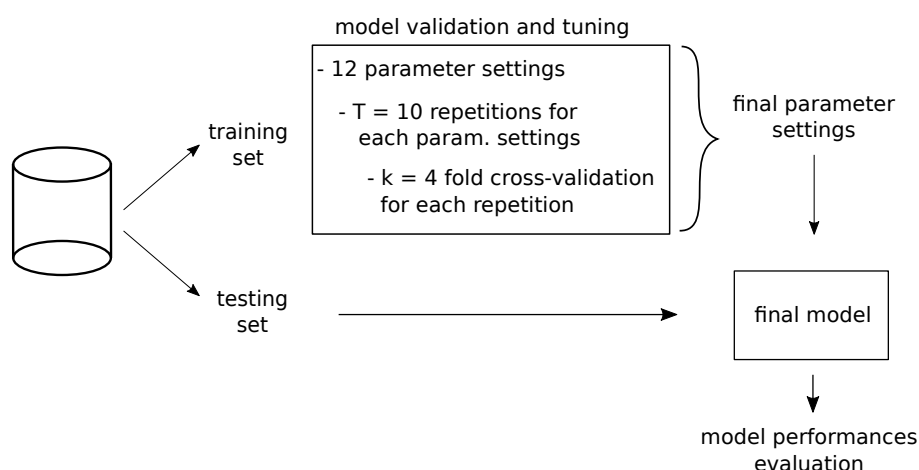 model validation and tuning
- 12 parameter settings
- T = 10 repetitions for
each param. settings
- k = 4 fold cross-validation
for each repetition
training
set
final parameter
settings
testing
set
final model
model performances
evaluation